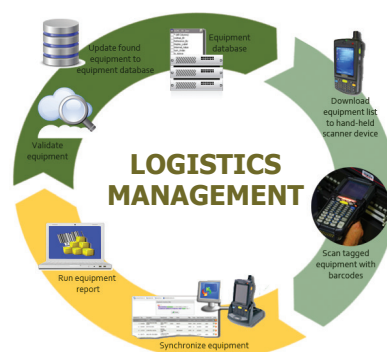 Equipment
database
Download
equipment list
to hand-held
scanner device
Scan tagged
equipment with
barcodes
Synchronize equipment
Run equipment
report
Validate
equipment
Update found
equipment to
equipment database
LOGISTICS
MANAGEMENT